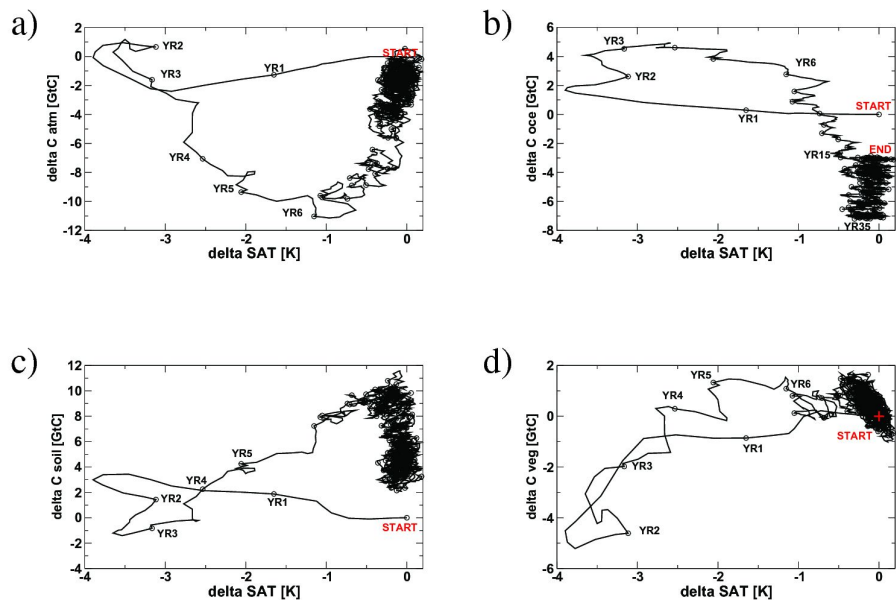 a)
2
0
-2
-4
-6
-8
-10
-12
delta C atm [GtC]
YR2
YR3
YR1
START
YR4
YR5
YR6
-4 -3 -2 -1 0
delta SAT [K]
b)
6
4
2
0
-2
-4
-6
-8
delta C oce [GtC]
YR3
YR2
YR6
YR1
START
END
YR15
YR35
-4 -3 -2 -1 0
delta SAT [K]
c)
12
10
8
6
4
2
0
-2
-4
delta C soil [GtC]
YR5
YR4
YR2
YR1
YR3
START
-4 -3 -2 -1 0
delta SAT [K]
d)
2
0
-2
-4
-6
delta C veg [GtC]
YR5
YR6
YR4
START
YR1
YR3
YR2
-4 -3 -2 -1 0
delta SAT [K]